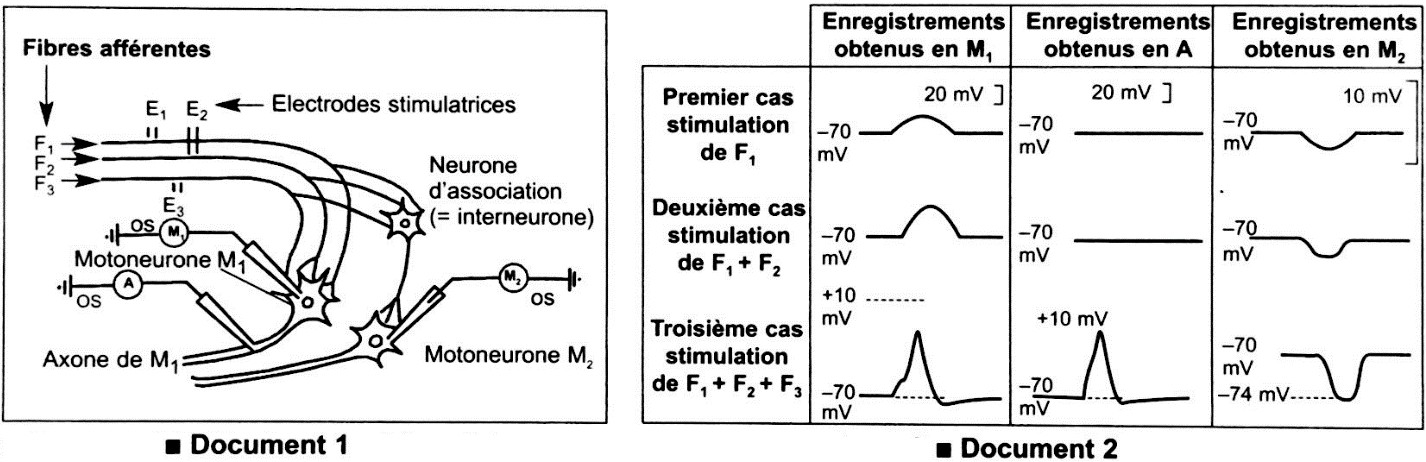 Fibres afférentes
E1 E2 Electrodes stimulatrices
F1
F2
F3
E3
Neurone
d'association
(= interneurone)
OS M1
Motoneurone M1
A
OS
M2
OS
Axone de M1
Motoneurone M2
■ Document 1
Enregistrements
obtenus en M1
Enregistrements
obtenus en A
Enregistrements
obtenus en M2
Premier cas
stimulation
de F1
20 mV
–70
mV
20 mV
–70
mV
10 mV
–70
mV
Deuxième cas
stimulation
de F1 + F2
–70
mV
–70
mV
–70
mV
Troisième cas
stimulation
de F1 + F2 + F3
+10
mV
–70
mV
+10 mV
–70
mV
–70
mV
–74 mV
■ Document 2